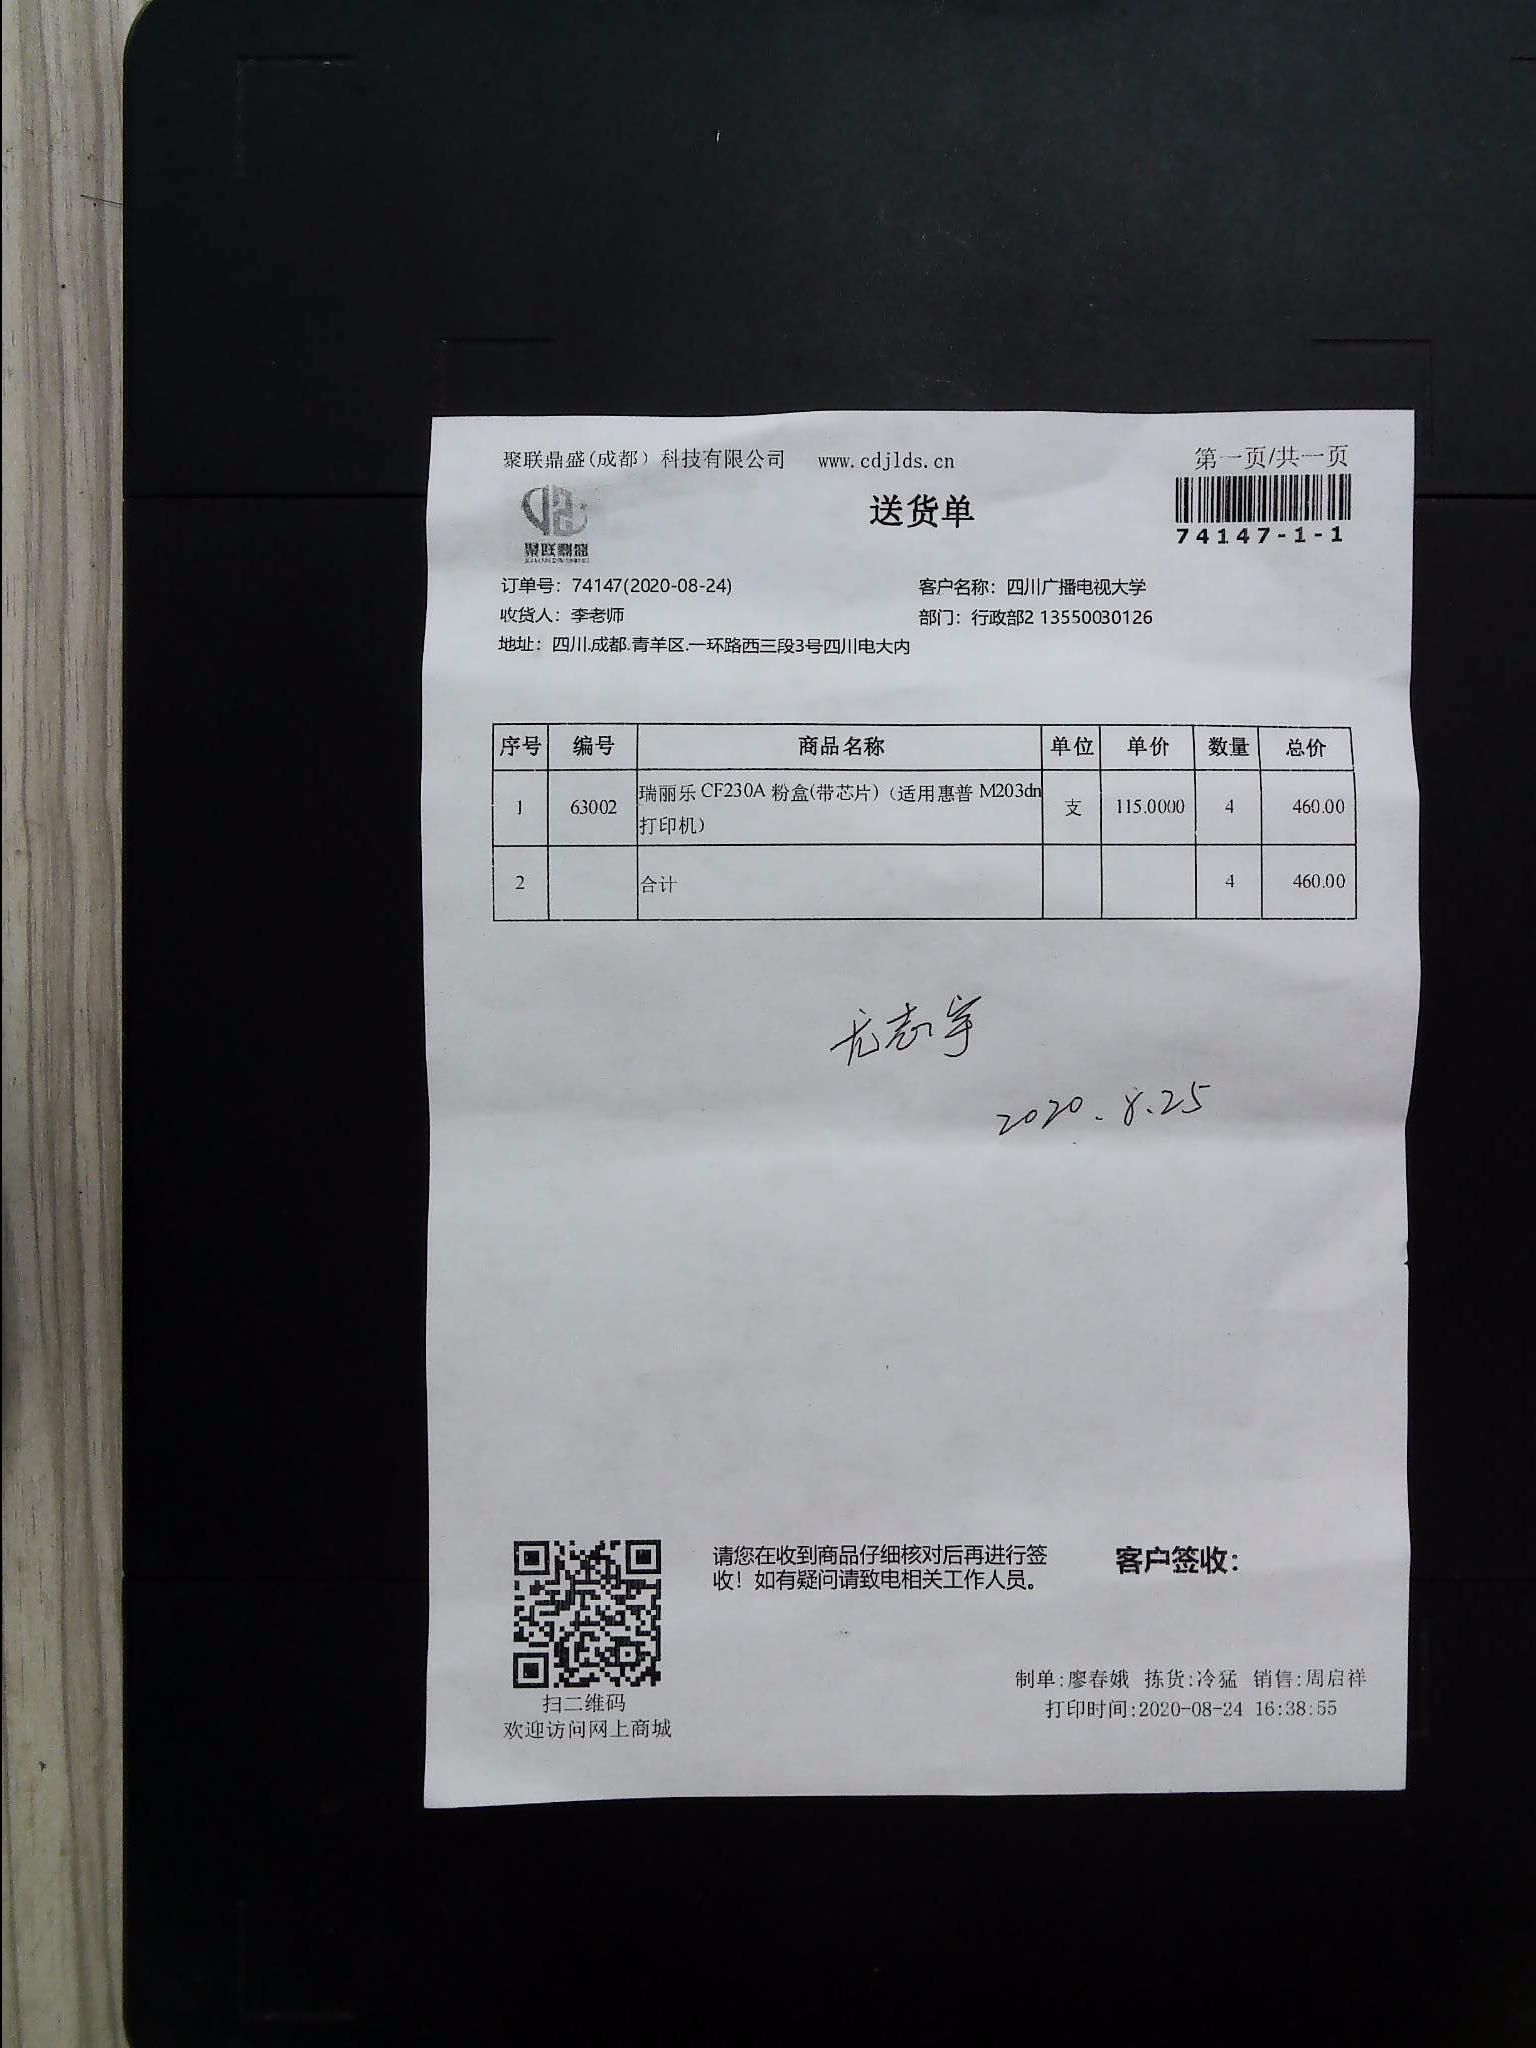 聚联鼎盛(成都）科技有限公司 www.cdjlds.cn
第一页/共一页
聚联鼎盛
送货单
74147-1-1
订单号：74147(2020-08-24)
客户名称：四川广播电视大学
收货人：李老师
部门：行政部2 13550030126
地址：四川.成都.青羊区.一环路西三段3号四川电大内
序号 编号 商品名称 单位 单价 数量 总价
1 63002 瑞丽乐 CF230A 粉盒(带芯片)（适用惠普 M203dn 支 115.0000 4 460.00
打印机）
2 合计 4 460.00
志宇
2020.8.25
请您在收到商品仔细核对后再进行签
收！如有疑问请致电相关工作人员。
客户签收：
扫二维码
欢迎访问网上商城
制单:廖春娥 拣货:冷猛 销售:周启祥
打印时间:2020-08-24 16:38:55